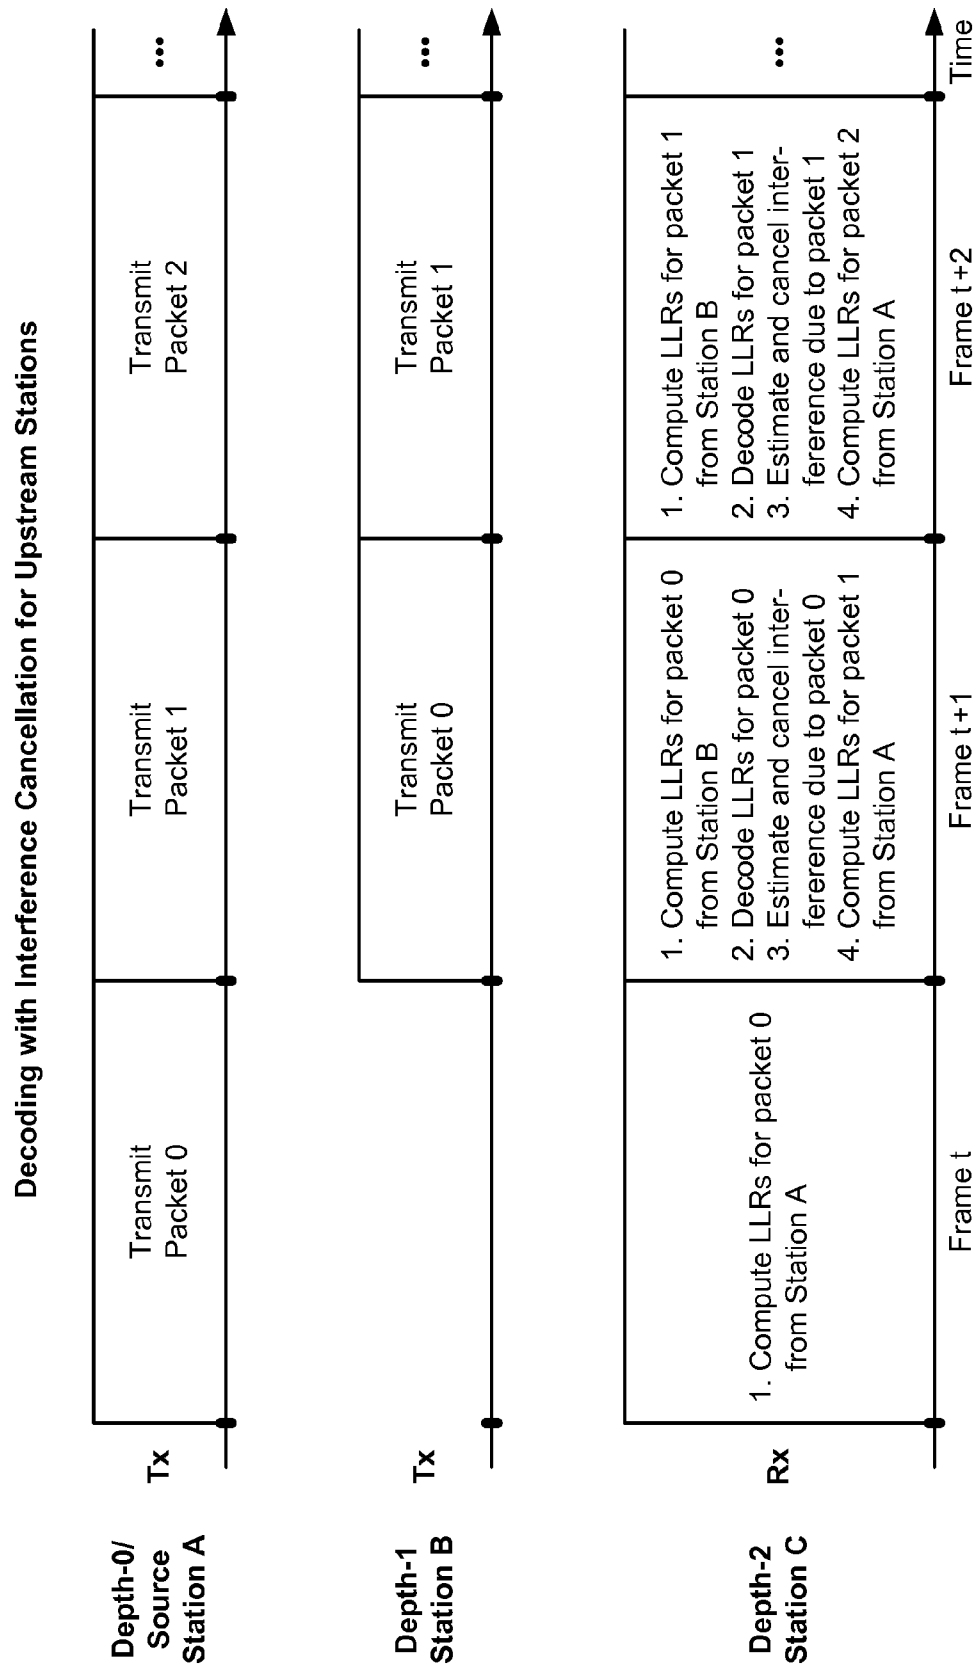 Decoding with Interference Cancellation for Upstream Stations
Depth-0/
Source
Station A
Tx
Transmit
Packet 0
Transmit
Packet 1
Transmit
Packet 2
...
Depth-1
Station B
Tx
Transmit
Packet 0
Transmit
Packet 1
...
Depth-2
Station C
Rx
1. Compute LLRs for packet 0
from Station A
1. Compute LLRs for packet 0
from Station B
2. Decode LLRs for packet 0
3. Estimate and cancel inter-
fererence due to packet 0
4. Compute LLRs for packet 1
from Station A
1. Compute LLRs for packet 1
from Station B
2. Decode LLRs for packet 1
3. Estimate and cancel inter-
fererence due to packet 1
4. Compute LLRs for packet 2
from Station A
...
Frame t
Frame t+1
Frame t+2
Time